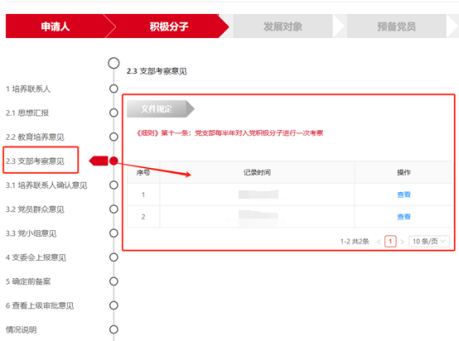 申请人 积极分子 发展对象 预备党员
2.3 支部考察意见
1 培养联系人
2.1 思想汇报
2.2 教育培养意见
2.3 支部考察意见
3.1 培养联系人确认意见
3.2 党员群众意见
3.3 党小组意见
4 支委会上报意见
5 确定前备案
6 查看上级审批意见
情况说明
文件规定
《细则》第十一条：党支部每半年对入党积极分子进行一次考察
序号 记录时间 操作
1 查看
2 查看
1-2 共2条 < 1 > 10 条/页